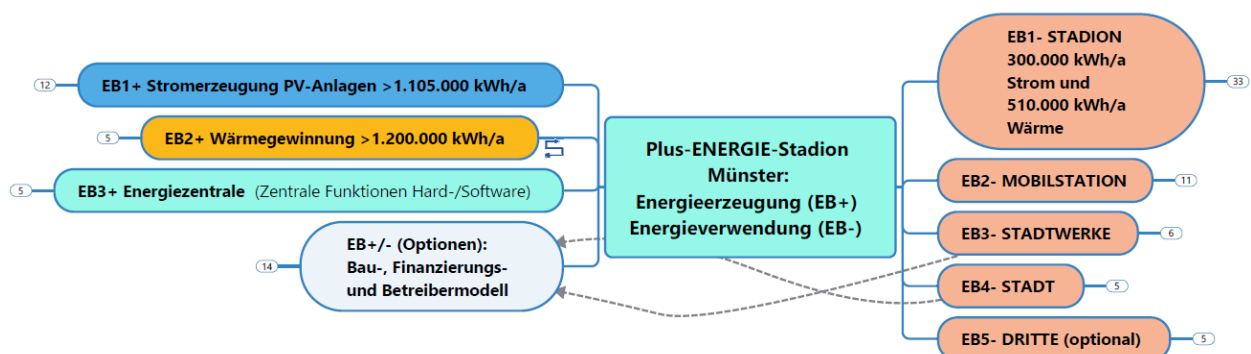 12
EB1+ Stromerzeugung PV-Anlagen >1.105.000 kWh/a
5
EB2+ Wärmegewinnung >1.200.000 kWh/a
5
EB3+ Energiezentrale (Zentrale Funktionen Hard-/Software)
14
EB+/- (Optionen):
Bau-, Finanzierungs-
und Betreibermodell
Plus-ENERGIE-Stadion
Münster:
Energieerzeugung (EB+)
Energieverwendung (EB-)
EB1- STADION
300.000 kWh/a
Strom und
510.000 kWh/a
Wärme
33
EB2- MOBILSTATION
11
EB3- STADTWERKE
6
EB4- STADT
5
EB5- DRITTE (optional)
5